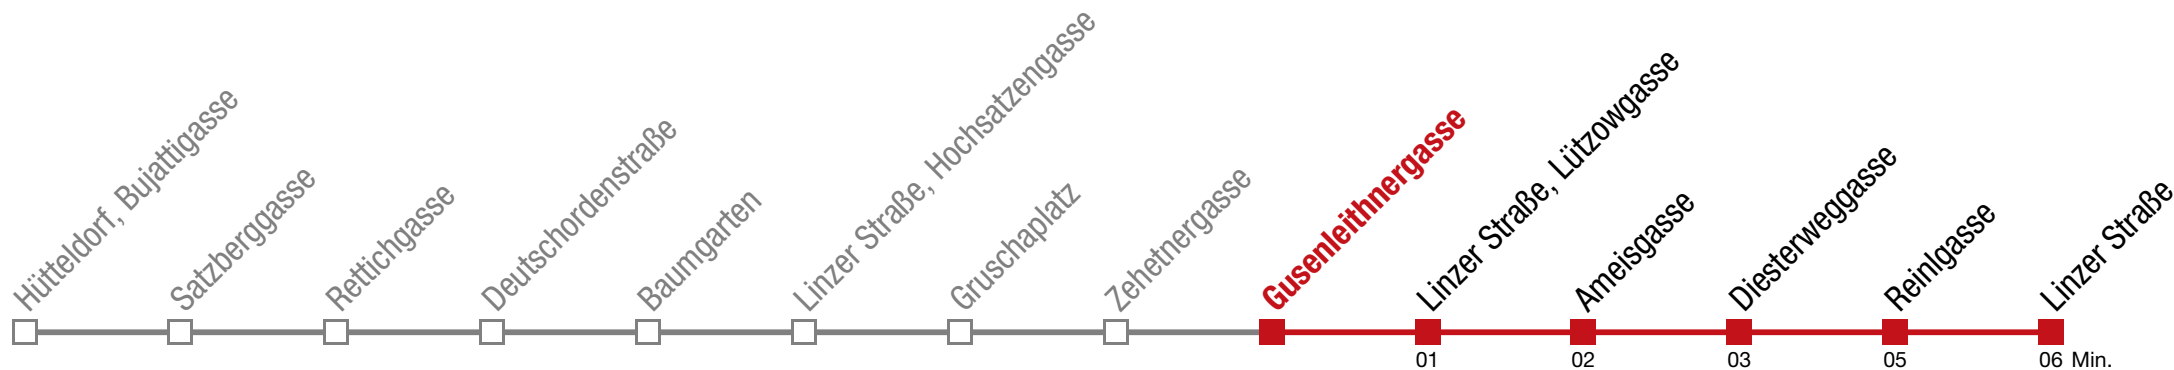 Hütteldorf, Bujattigasse
Satzberggasse
Rettichgasse
Deutschordenstraße
Baumgarten
Linzer Straße, Hochsatzengasse
Gruschaplatz
Zehetnergasse
Gusenleithnergasse
Linzer Straße, Lützowgasse
Ameisgasse
Diesterweggasse
Reinlgasse
Linzer Straße
01 02 03 05 06 Min.